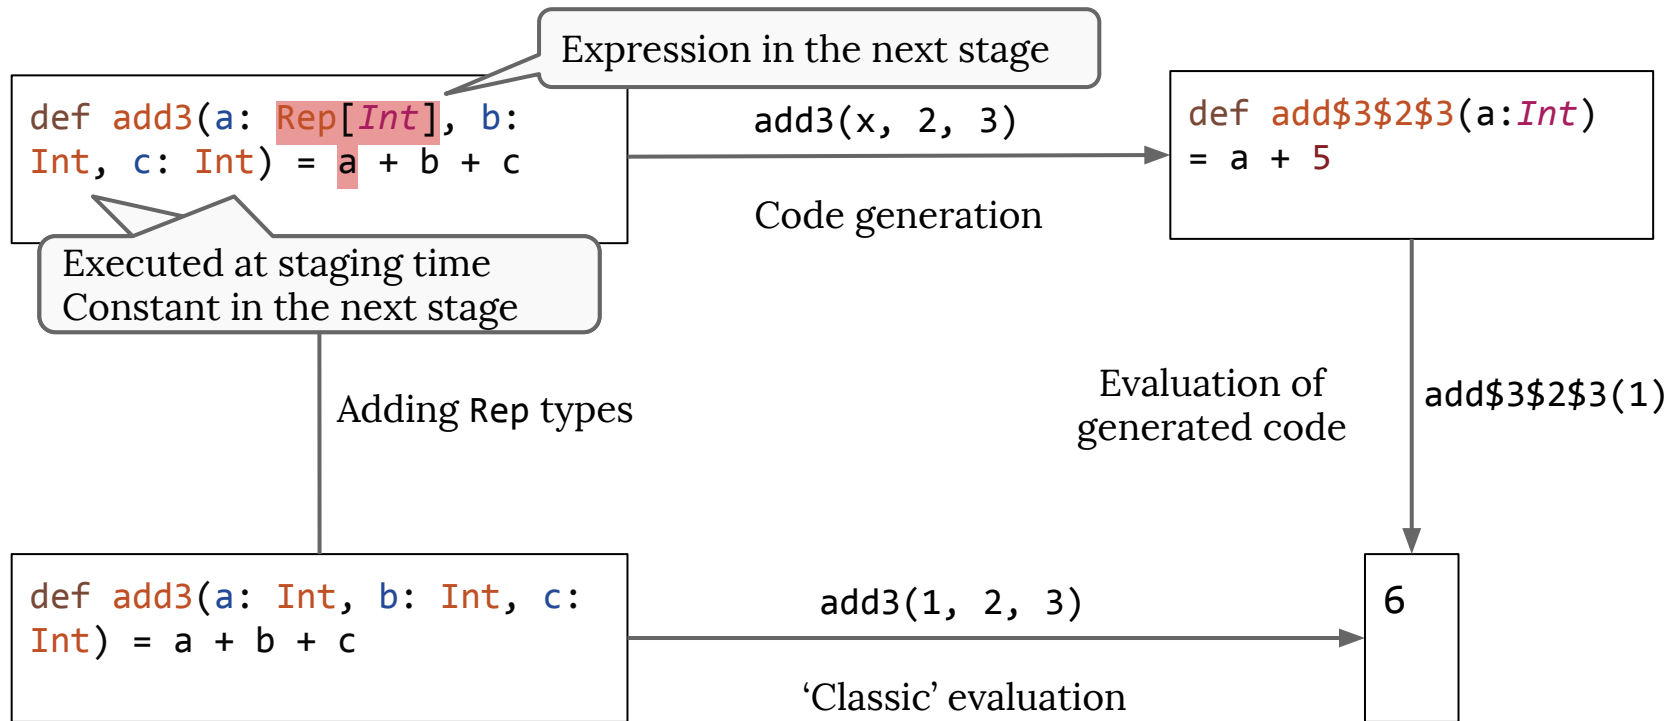 Expression in the next stage
def add3(a: Rep[Int], b:
Int, c: Int) = a + b + c
add3(x, 2, 3)
Code generation
def add$3$2$3(a:Int)
= a + 5
Executed at staging time
Constant in the next stage
Adding Rep types
Evaluation of
generated code
add$3$2$3(1)
def add3(a: Int, b: Int, c:
Int) = a + b + c
add3(1, 2, 3)
‘Classic’ evaluation
6